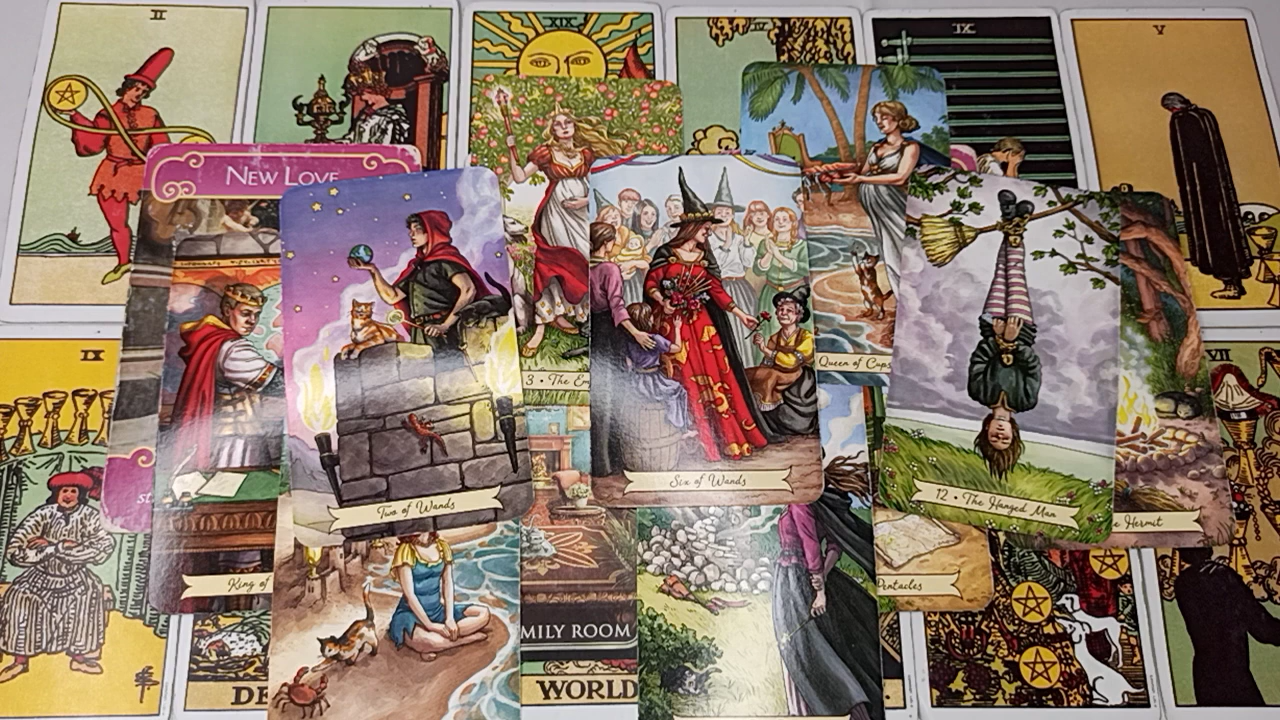 II
XIX
IV
IX
V
NEW LOVE
Queen of Cups
3 • The
Six of Wands
Two of Wands
12 • The Hanged Man
Hermit
IX
VII
King of
Pentacles
MILY ROOM
DE
WORLD